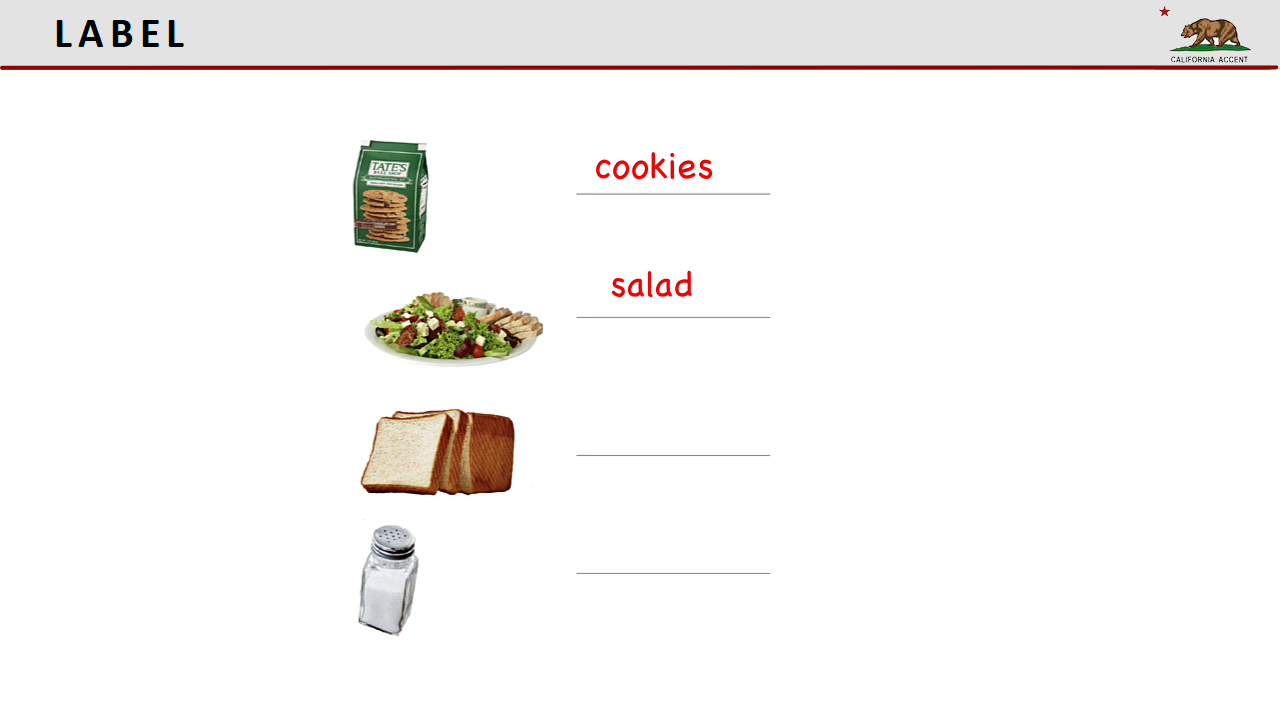 LABEL
CALIFORNIA ACCENT
TATE'S
BAKE SHOP
cookies
salad